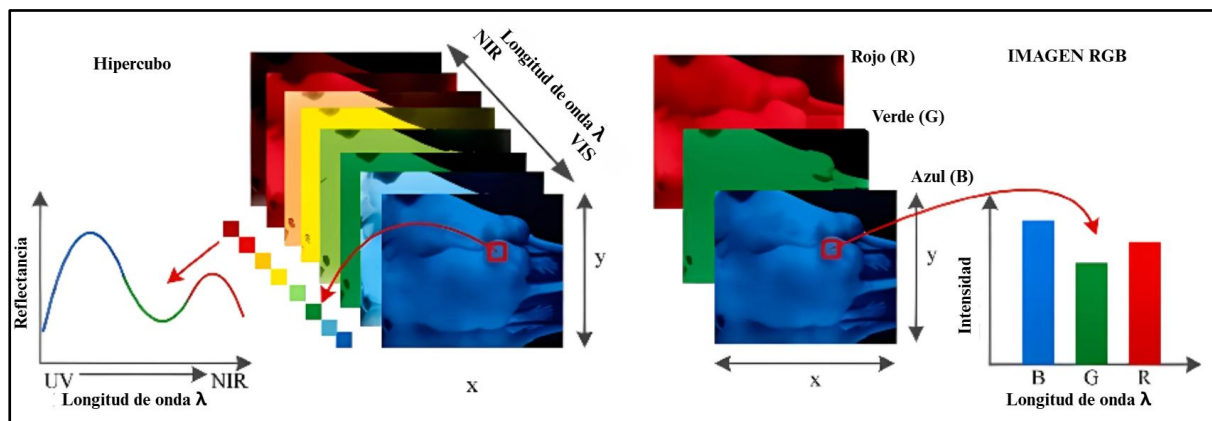 Hipercubo
Longitud de onda λ
NIR
VIS
Reflectancia
UV
NIR
Longitud de onda λ
y
x
Rojo (R)
Verde (G)
Azul (B)
y
x
IMAGEN RGB
Intensidad
B G R
Longitud de onda λ